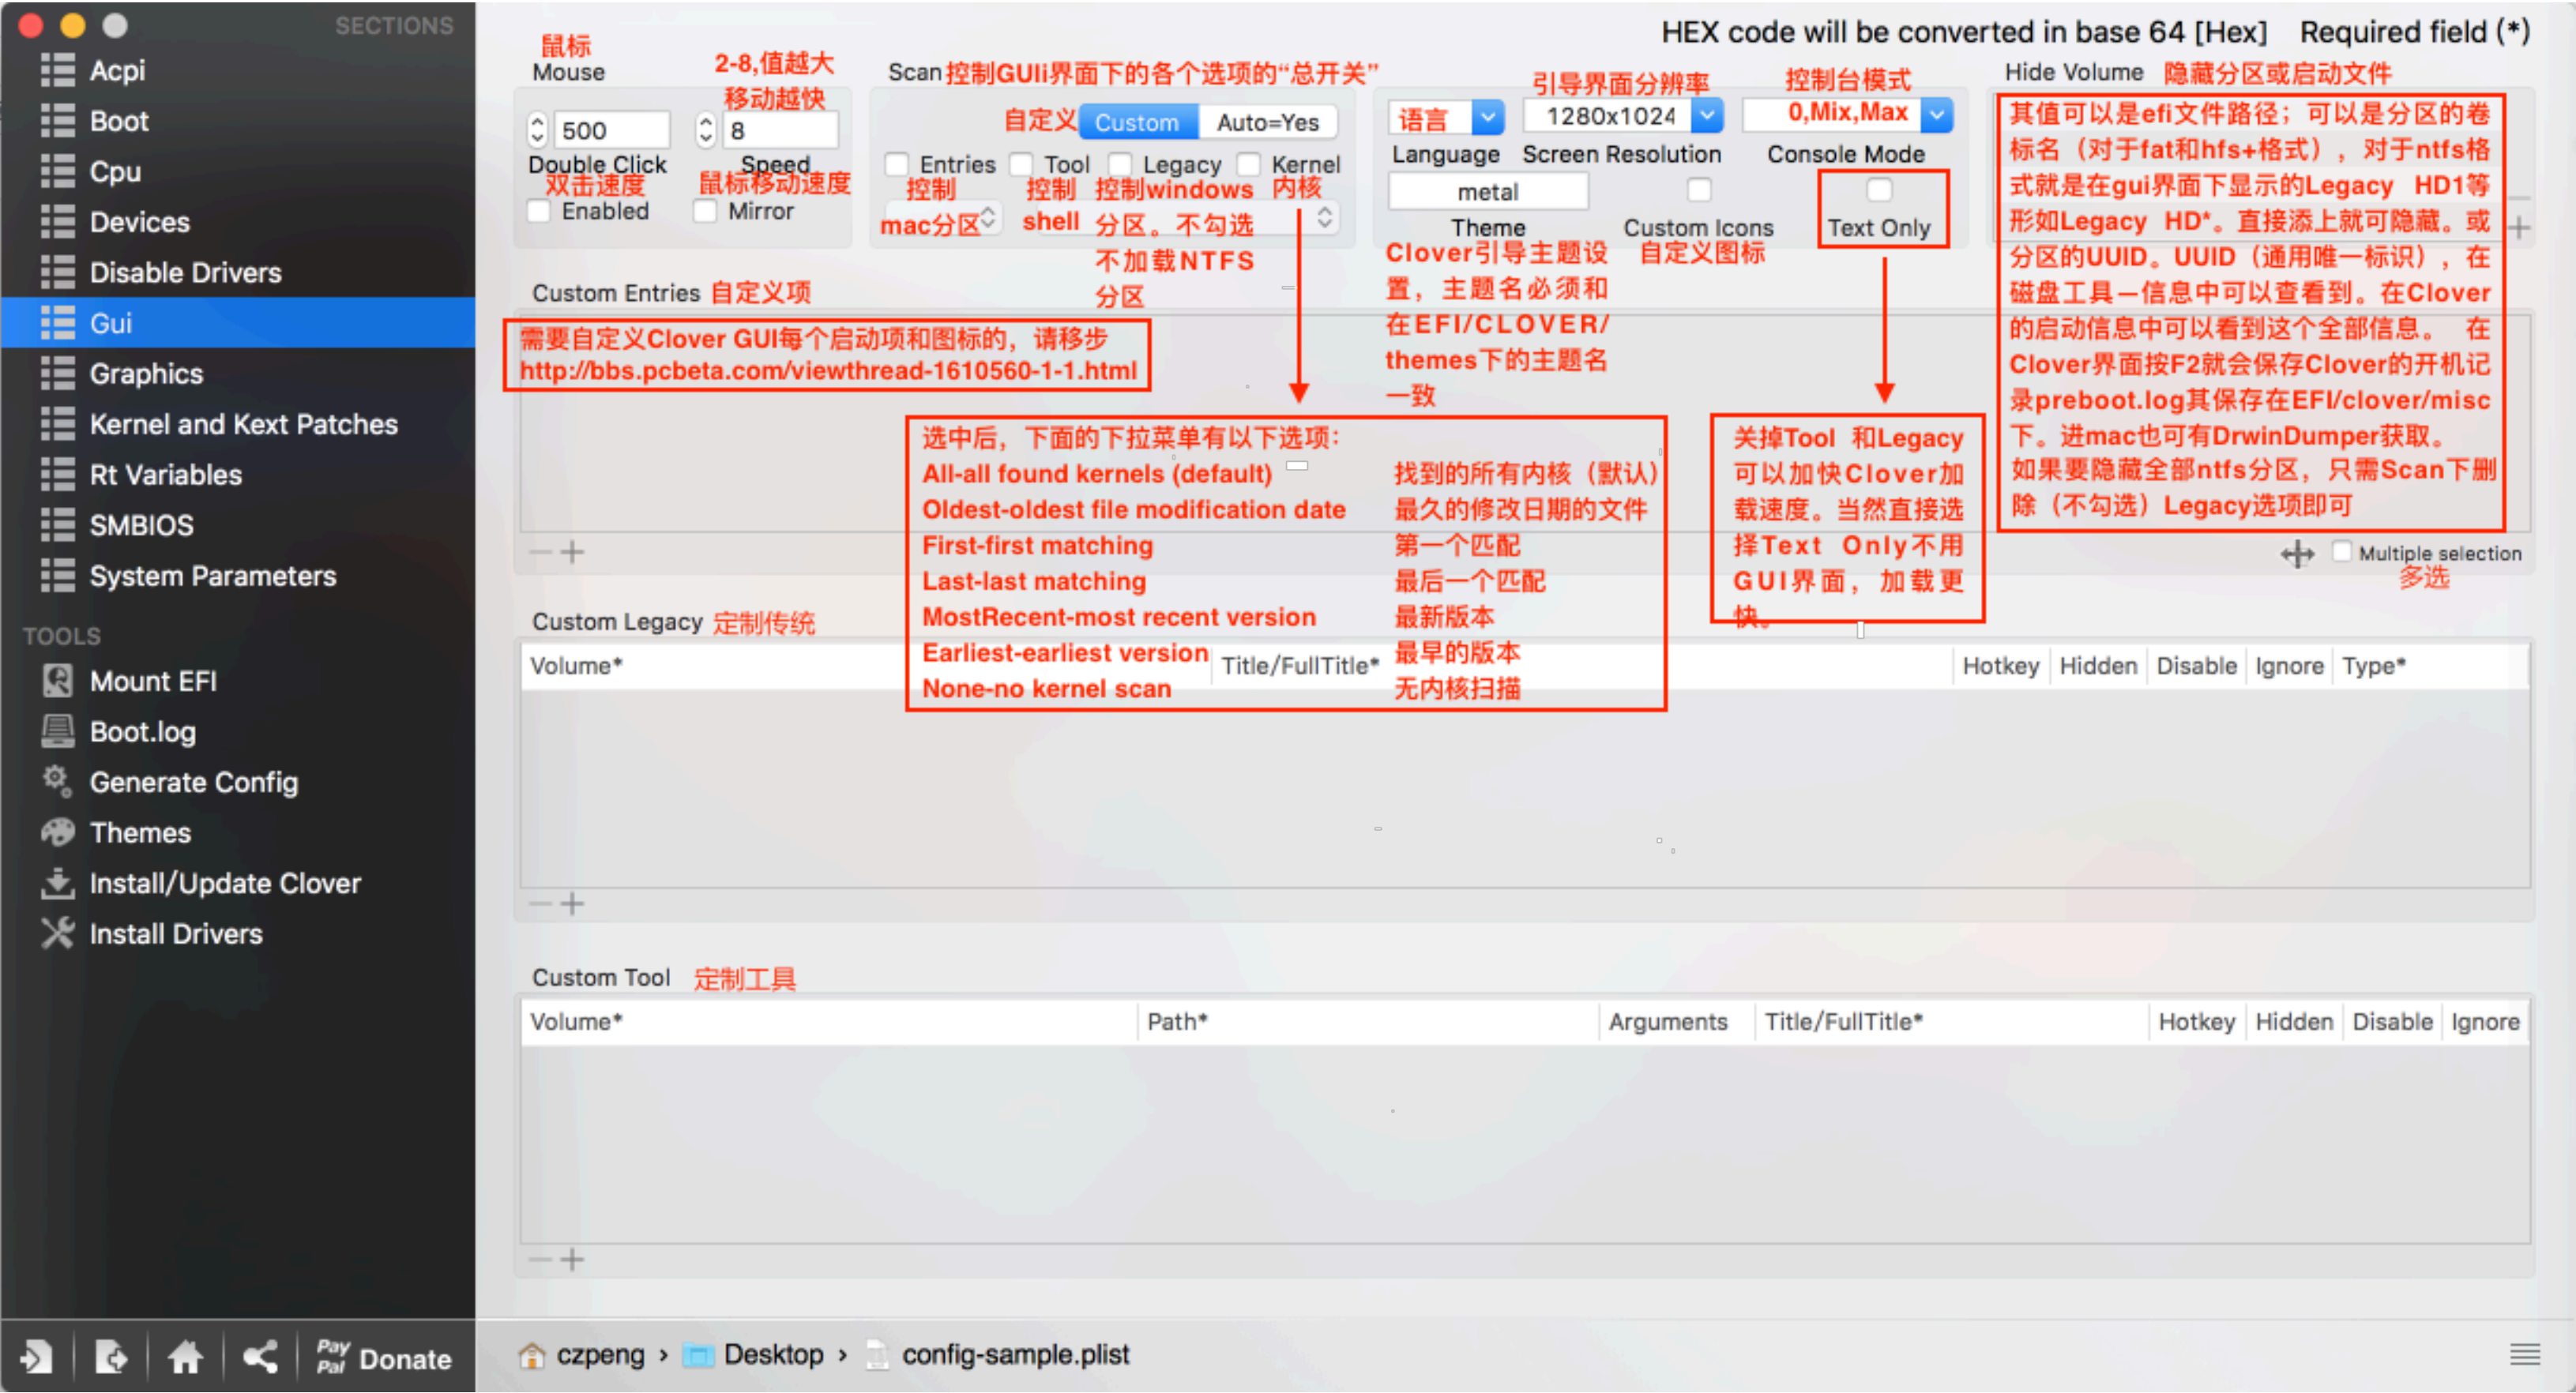 SECTIONS
Acpi
Boot
Cpu
Devices
Disable Drivers
Gui
Graphics
Kernel and Kext Patches
Rt Variables
SMBIOS
System Parameters
TOOLS
Mount EFI
Boot.log
Generate Config
Themes
Install/Update Clover
Install Drivers
Pay
Pal Donate
HEX code will be converted in base 64 [Hex] Required field (*)
鼠标
Mouse
2-8,值越大
移动越快
500
8
Double Click
Speed
双击速度
鼠标移动速度
Enabled
Mirror
Scan 控制GUIi界面下的各个选项的“总开关”
自定义 Custom Auto=Yes
Entries Tool Legacy Kernel
控制
mac分区
控制
shell
控制windows
分区。不勾选
不加载NTFS
分区
内核
引导界面分辨率
控制台模式
语言
1280x1024
0,Mix,Max
Language Screen Resolution Console Mode
metal
Theme Custom Icons Text Only
Clover引导主题设
置，主题名必须和
在EFI/CLOVER/
themes下的主题名
一致
自定义图标
Hide Volume 隐藏分区或启动文件
其值可以是efi文件路径；可以是分区的卷
标名（对于fat和hfs+格式），对于ntfs格
式就是在gui界面下显示的Legacy HD1等
形如Legacy HD*。直接添上就可隐藏。或
分区的UUID。UUID（通用唯一标识），在
磁盘工具—信息中可以查看到。在Clover
的启动信息中可以看到这个全部信息。 在
Clover界面按F2就会保存Clover的开机记
录preboot.log其保存在EFI/clover/misc
下。进mac也可有DrwinDumper获取。
如果要隐藏全部ntfs分区，只需Scan下删
除（不勾选）Legacy选项即可
Custom Entries 自定义项
需要自定义Clover GUI每个启动项和图标的，请移步
http://bbs.pcbeta.com/viewthread-1610560-1-1.html
选中后，下面的下拉菜单有以下选项：
All-all found kernels (default) 找到的所有内核（默认）
Oldest-oldest file modification date 最久的修改日期的文件
First-first matching 第一个匹配
Last-last matching 最后一个匹配
MostRecent-most recent version 最新版本
Earliest-earliest version 最早的版本
None-no kernel scan 无内核扫描
关掉Tool 和Legacy
可以加快Clover加
载速度。当然直接选
择Text Only不用
GUI界面，加载更
快。
Multiple selection
多选
Custom Legacy 定制传统
Volume* Title/FullTitle* Hotkey Hidden Disable Ignore Type*
Custom Tool 定制工具
Volume* Path* Arguments Title/FullTitle* Hotkey Hidden Disable Ignore
czpeng › Desktop › config-sample.plist